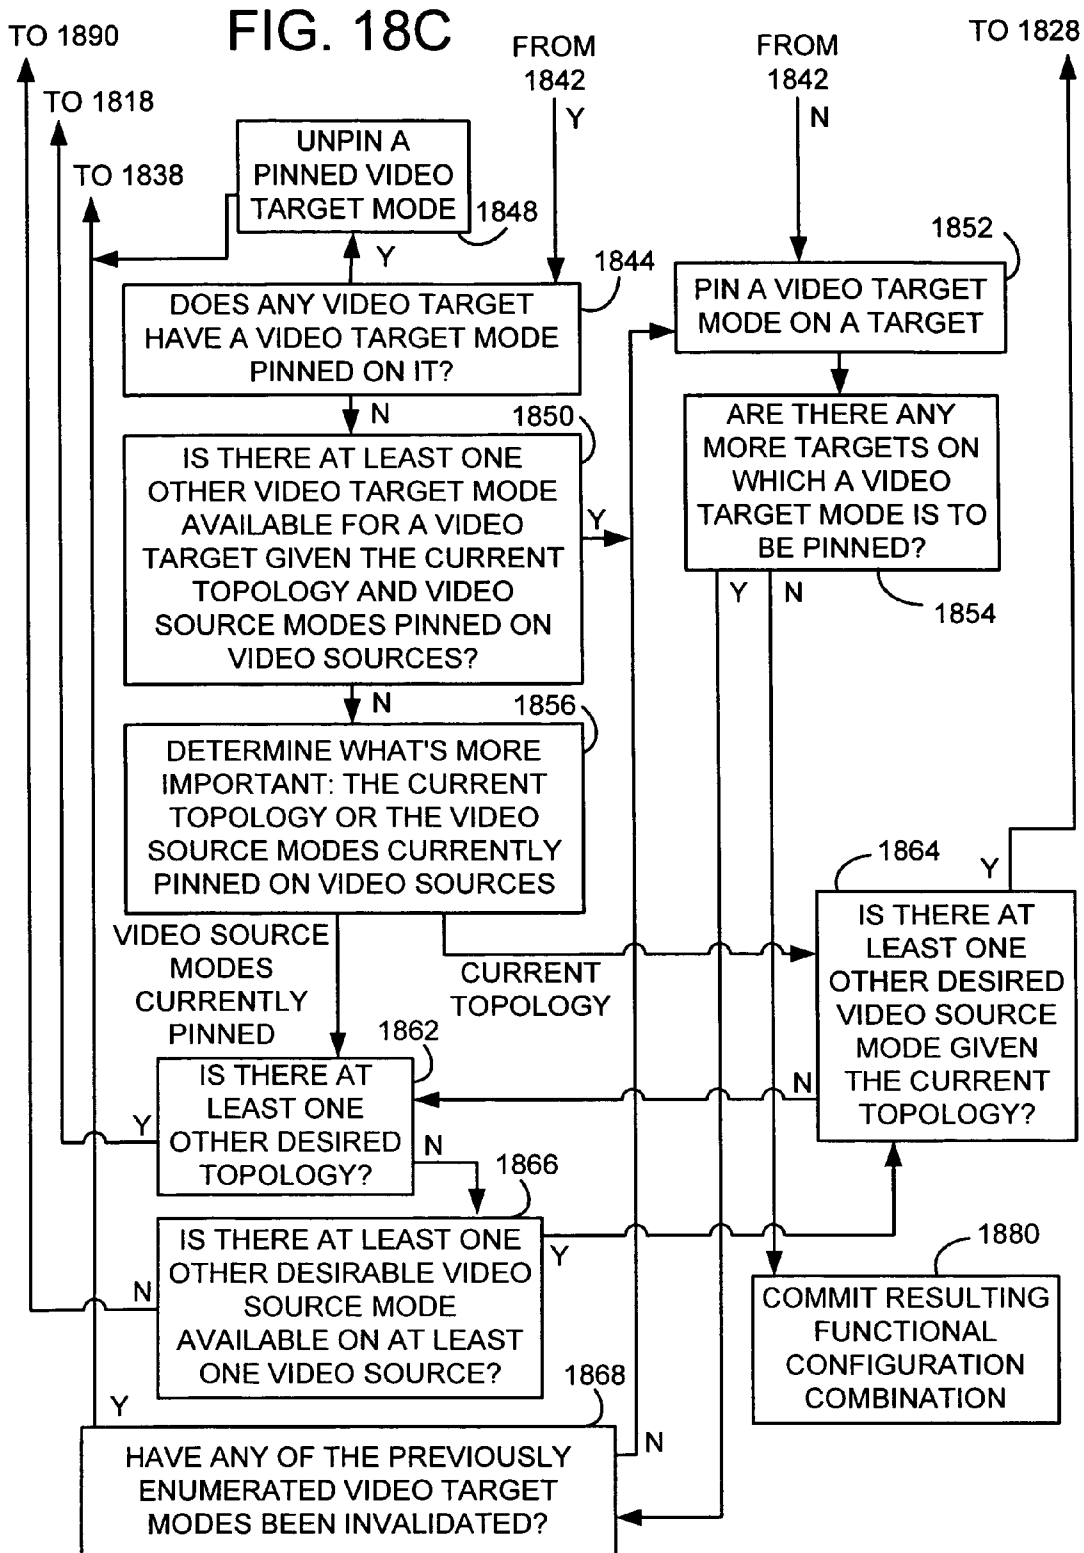 FIG. 18C
TO 1890
TO 1818
TO 1838
FROM
1842
Y
FROM
1842
N
TO 1828
UNPIN A
PINNED VIDEO
TARGET MODE
1848
Y
1844
DOES ANY VIDEO TARGET
HAVE A VIDEO TARGET MODE
PINNED ON IT?
N
1852
PIN A VIDEO TARGET
MODE ON A TARGET
1850
IS THERE AT LEAST ONE
OTHER VIDEO TARGET MODE
AVAILABLE FOR A VIDEO
TARGET GIVEN THE CURRENT
TOPOLOGY AND VIDEO
SOURCE MODES PINNED ON
VIDEO SOURCES?
Y
N
ARE THERE ANY
MORE TARGETS ON
WHICH A VIDEO
TARGET MODE IS TO
BE PINNED?
Y
N
1854
1856
DETERMINE WHAT'S MORE
IMPORTANT: THE CURRENT
TOPOLOGY OR THE VIDEO
SOURCE MODES CURRENTLY
PINNED ON VIDEO SOURCES
VIDEO SOURCE
MODES
CURRENTLY
PINNED
CURRENT
TOPOLOGY
1864
Y
IS THERE AT
LEAST ONE
OTHER DESIRED
VIDEO SOURCE
MODE GIVEN
THE CURRENT
TOPOLOGY?
N
1862
IS THERE AT
LEAST ONE
OTHER DESIRED
TOPOLOGY?
Y
N
1866
IS THERE AT LEAST ONE
OTHER DESIRABLE VIDEO
SOURCE MODE
AVAILABLE ON AT LEAST
ONE VIDEO SOURCE?
Y
N
1880
COMMIT RESULTING
FUNCTIONAL
CONFIGURATION
COMBINATION
1868
Y
N
HAVE ANY OF THE PREVIOUSLY
ENUMERATED VIDEO TARGET
MODES BEEN INVALIDATED?